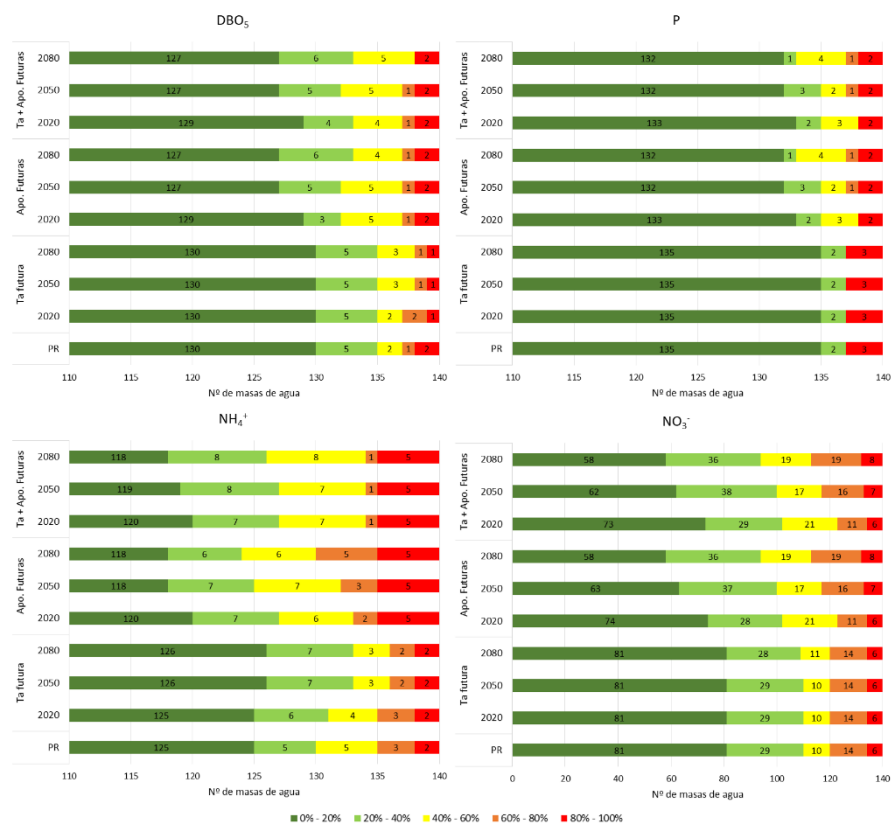 DBO₅
Ta + Apo. Futuras
2080 127 6 5 2
2050 127 5 5 1 2
2020 129 4 4 1 2
Apo. Futuras
2080 127 6 4 1 2
2050 127 5 5 1 2
2020 129 3 5 1 2
Ta futura
2080 130 5 3 1 1
2050 130 5 3 1 1
2020 130 5 2 2 1
PR 130 5 2 1 2
110 115 120 125 130 135 140
Nº de masas de agua
P
Ta + Apo. Futuras
2080 132 1 4 1 2
2050 132 3 2 1 2
2020 133 2 3 2
Apo. Futuras
2080 132 1 4 1 2
2050 132 3 2 1 2
2020 133 2 3 2
Ta futura
2080 135 2 3
2050 135 2 3
2020 135 2 3
PR 135 2 3
110 115 120 125 130 135 140
Nº de masas de agua
NH₄⁺
Ta + Apo. Futuras
2080 118 8 8 1 5
2050 119 8 7 1 5
2020 120 7 7 1 5
Apo. Futuras
2080 118 6 6 5 5
2050 118 7 7 3 5
2020 120 7 6 2 5
Ta futura
2080 126 7 3 2 2
2050 126 7 3 2 2
2020 125 6 4 3 2
PR 125 5 5 3 2
110 115 120 125 130 135 140
Nº de masas de agua
NO₃⁻
Ta + Apo. Futuras
2080 58 36 19 19 8
2050 62 38 17 16 7
2020 73 29 21 11 6
Apo. Futuras
2080 58 36 19 19 8
2050 63 37 17 16 7
2020 74 28 21 11 6
Ta futura
2080 81 28 11 14 6
2050 81 29 10 14 6
2020 81 29 10 14 6
PR 81 29 10 14 6
0 20 40 60 80 100 120 140
Nº de masas de agua
0% - 20% 20% - 40% 40% - 60% 60% - 80% 80% - 100%